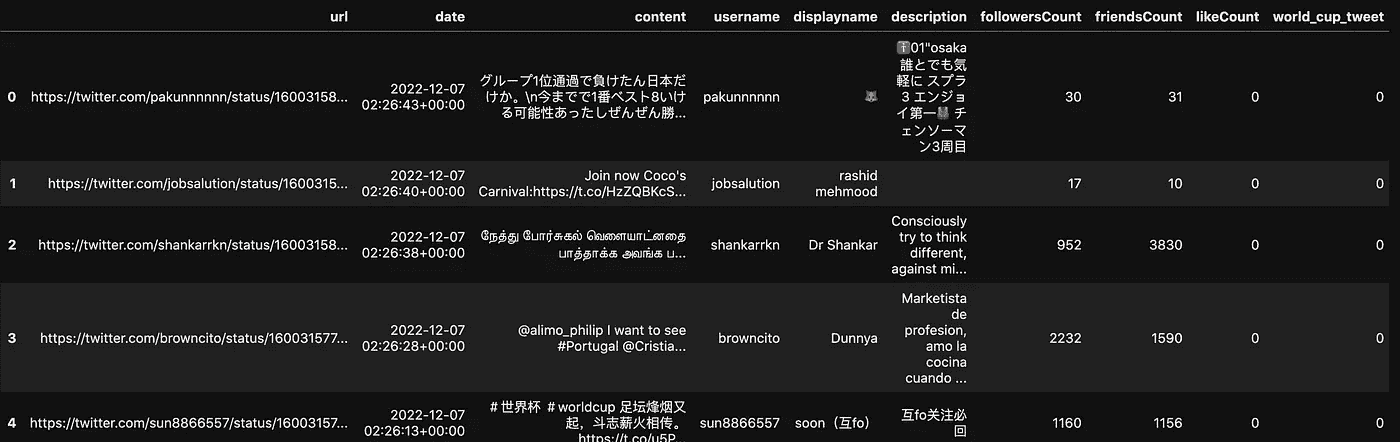 url date content username displayname description followersCount friendsCount likeCount world_cup_tweet
0 https://twitter.com/pakunnnnnn/status/16003158...
2022-12-07
02:26:43+00:00
グループ1位通過で負けたん日本だ
けか。\n今までで1番ベスト8いけ
る可能性あったしぜんぜん勝...
pakunnnnnn
01"osaka
誰とでも気
軽に スプラ
3 エンジョ
イ第一 チ
ェンソーマ
ン3周目
30 31 0 0
1 https://twitter.com/jobsalution/status/1600315...
2022-12-07
02:26:40+00:00
Join now Coco's
Carnival:https://t.co/HzZQBKcS...
jobsalution
rashid
mehmood
17 10 0 0
2 https://twitter.com/shankarrkn/status/16003158...
2022-12-07
02:26:38+00:00
நேத்து போர்சுகல் வெளையாட்னதை
பாத்தாக்க அவங்க ப...
shankarrkn
Dr Shankar
Consciously
try to think
different,
against mi...
952 3830 0 0
3 https://twitter.com/browncito/status/160031577...
2022-12-07
02:26:28+00:00
@alimo_philip I want to see
#Portugal @Cristia...
browncito
Dunnya
Marketista
de
profesion,
amo la
cocina
cuando ...
2232 1590 0 0
4 https://twitter.com/sun8866557/status/16003157...
2022-12-07
02:26:13+00:00
# 世界杯 # worldcup 足坛烽烟又
起，斗志薪火相传。
https://t.co/u5P...
sun8866557
soon（互fo）
互fo关注必
回
1160 1156 0 0